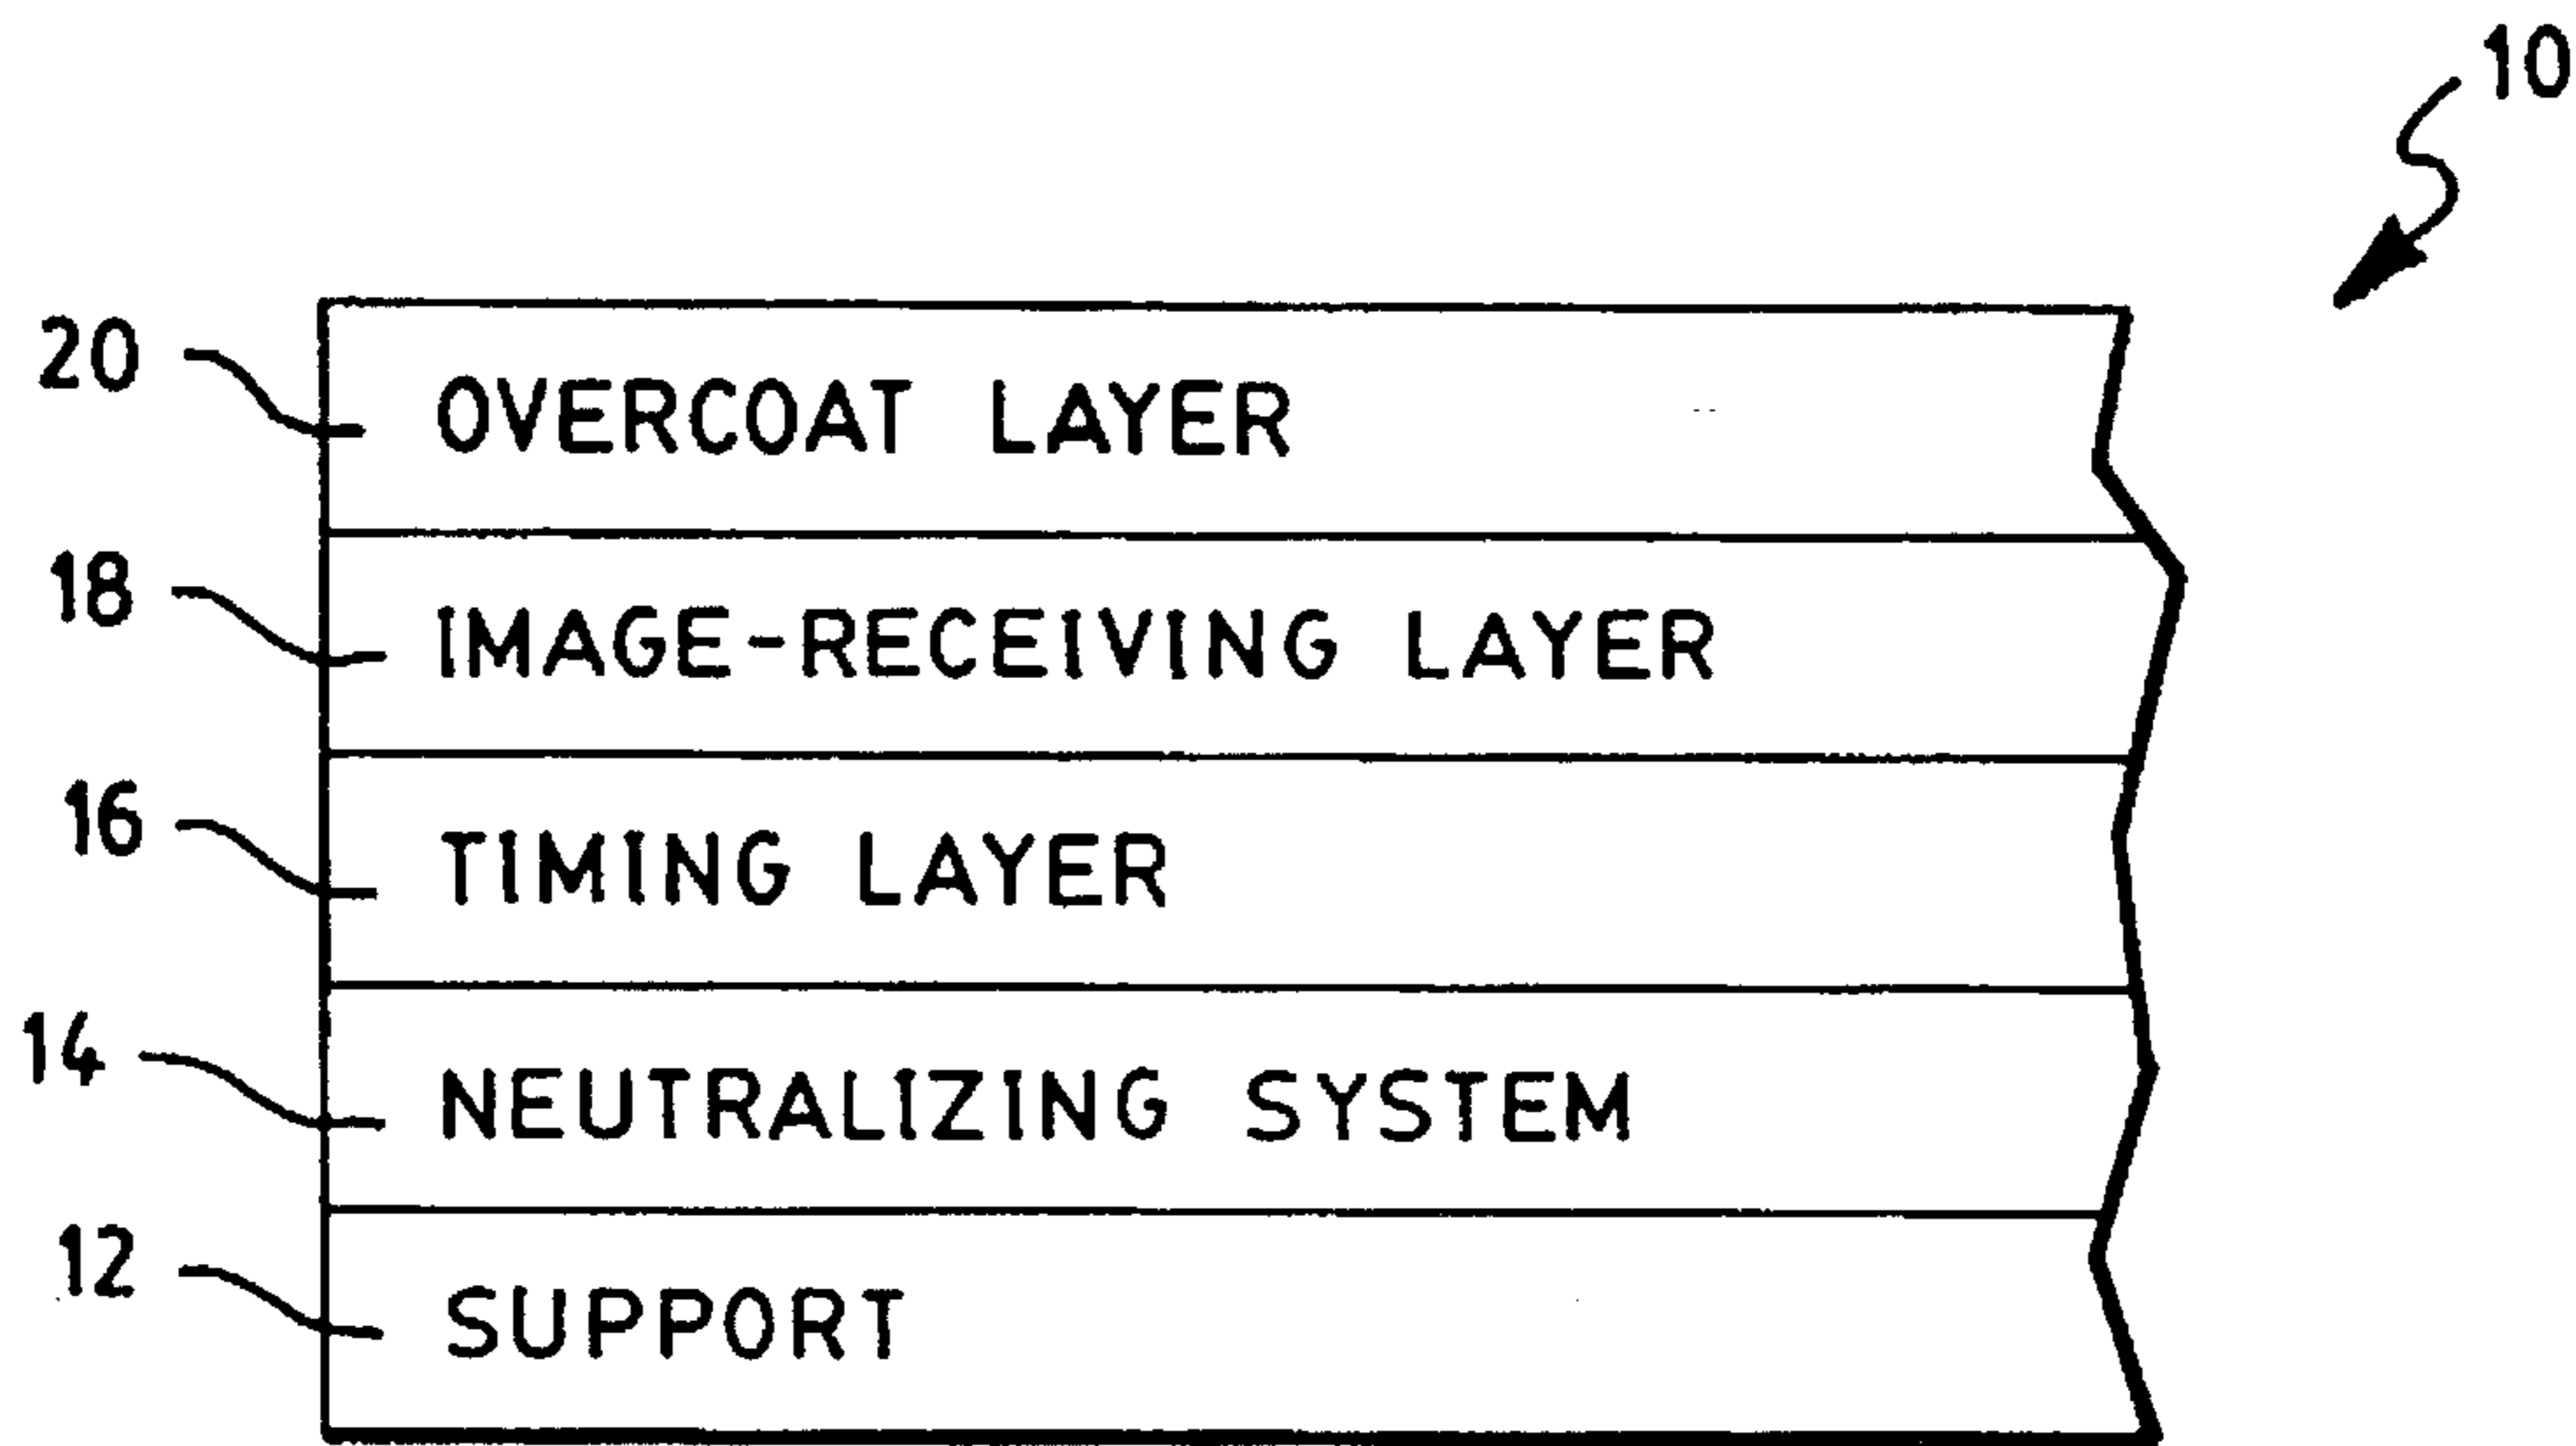 10
20 OVERCOAT LAYER
18 IMAGE-RECEIVING LAYER
16 TIMING LAYER
14 NEUTRALIZING SYSTEM
12 SUPPORT